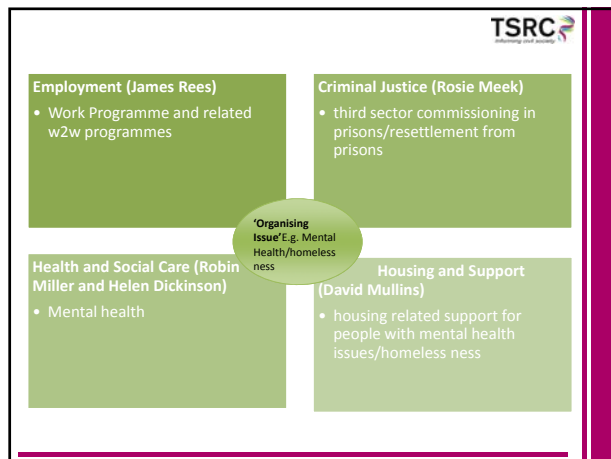 TSRC
informing civil society
Employment (James Rees)
• Work Programme and related
w2w programmes
Criminal Justice (Rosie Meek)
• third sector commissioning in
prisons/resettlement from
prisons
‘Organising
Issue’E.g. Mental
Health/homeless
ness
Health and Social Care (Robin
Miller and Helen Dickinson)
• Mental health
Housing and Support
(David Mullins)
• housing related support for
people with mental health
issues/homeless ness